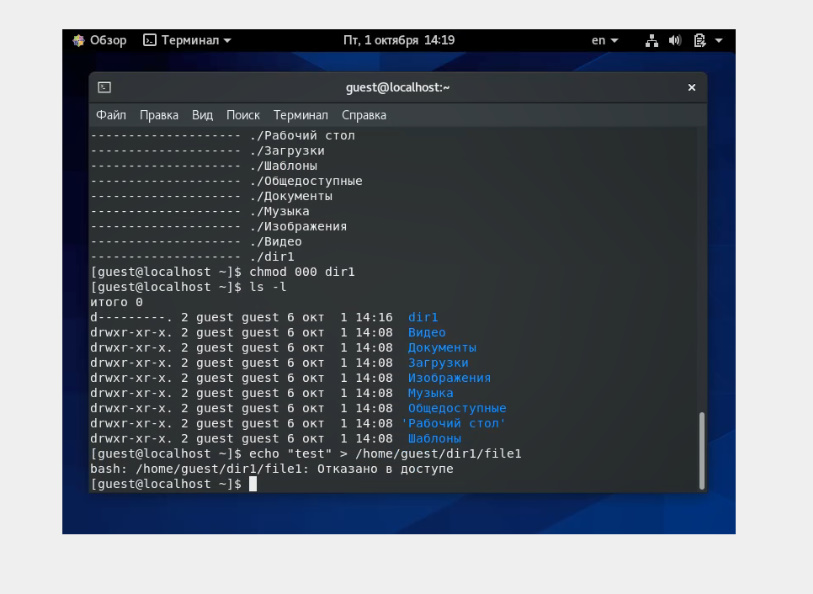 Обзор Терминал Пт, 1 октября 14:19 en
guest@localhost:~ ×
Файл Правка Вид Поиск Терминал Справка
-------------------- ./Рабочий стол
-------------------- ./Загрузки
-------------------- ./Шаблоны
-------------------- ./Общедоступные
-------------------- ./Документы
-------------------- ./Музыка
-------------------- ./Изображения
-------------------- ./Видео
-------------------- ./dir1
[guest@localhost ~]$ chmod 000 dir1
[guest@localhost ~]$ ls -l
итого 0
d---------. 2 guest guest 6 окт  1 14:16  dir1
drwxr-xr-x. 2 guest guest 6 окт  1 14:08  Видео
drwxr-xr-x. 2 guest guest 6 окт  1 14:08  Документы
drwxr-xr-x. 2 guest guest 6 окт  1 14:08  Загрузки
drwxr-xr-x. 2 guest guest 6 окт  1 14:08  Изображения
drwxr-xr-x. 2 guest guest 6 окт  1 14:08  Музыка
drwxr-xr-x. 2 guest guest 6 окт  1 14:08  Общедоступные
drwxr-xr-x. 2 guest guest 6 окт  1 14:08 'Рабочий стол'
drwxr-xr-x. 2 guest guest 6 окт  1 14:08  Шаблоны
[guest@localhost ~]$ echo "test" > /home/guest/dir1/file1
bash: /home/guest/dir1/file1: Отказано в доступе
[guest@localhost ~]$